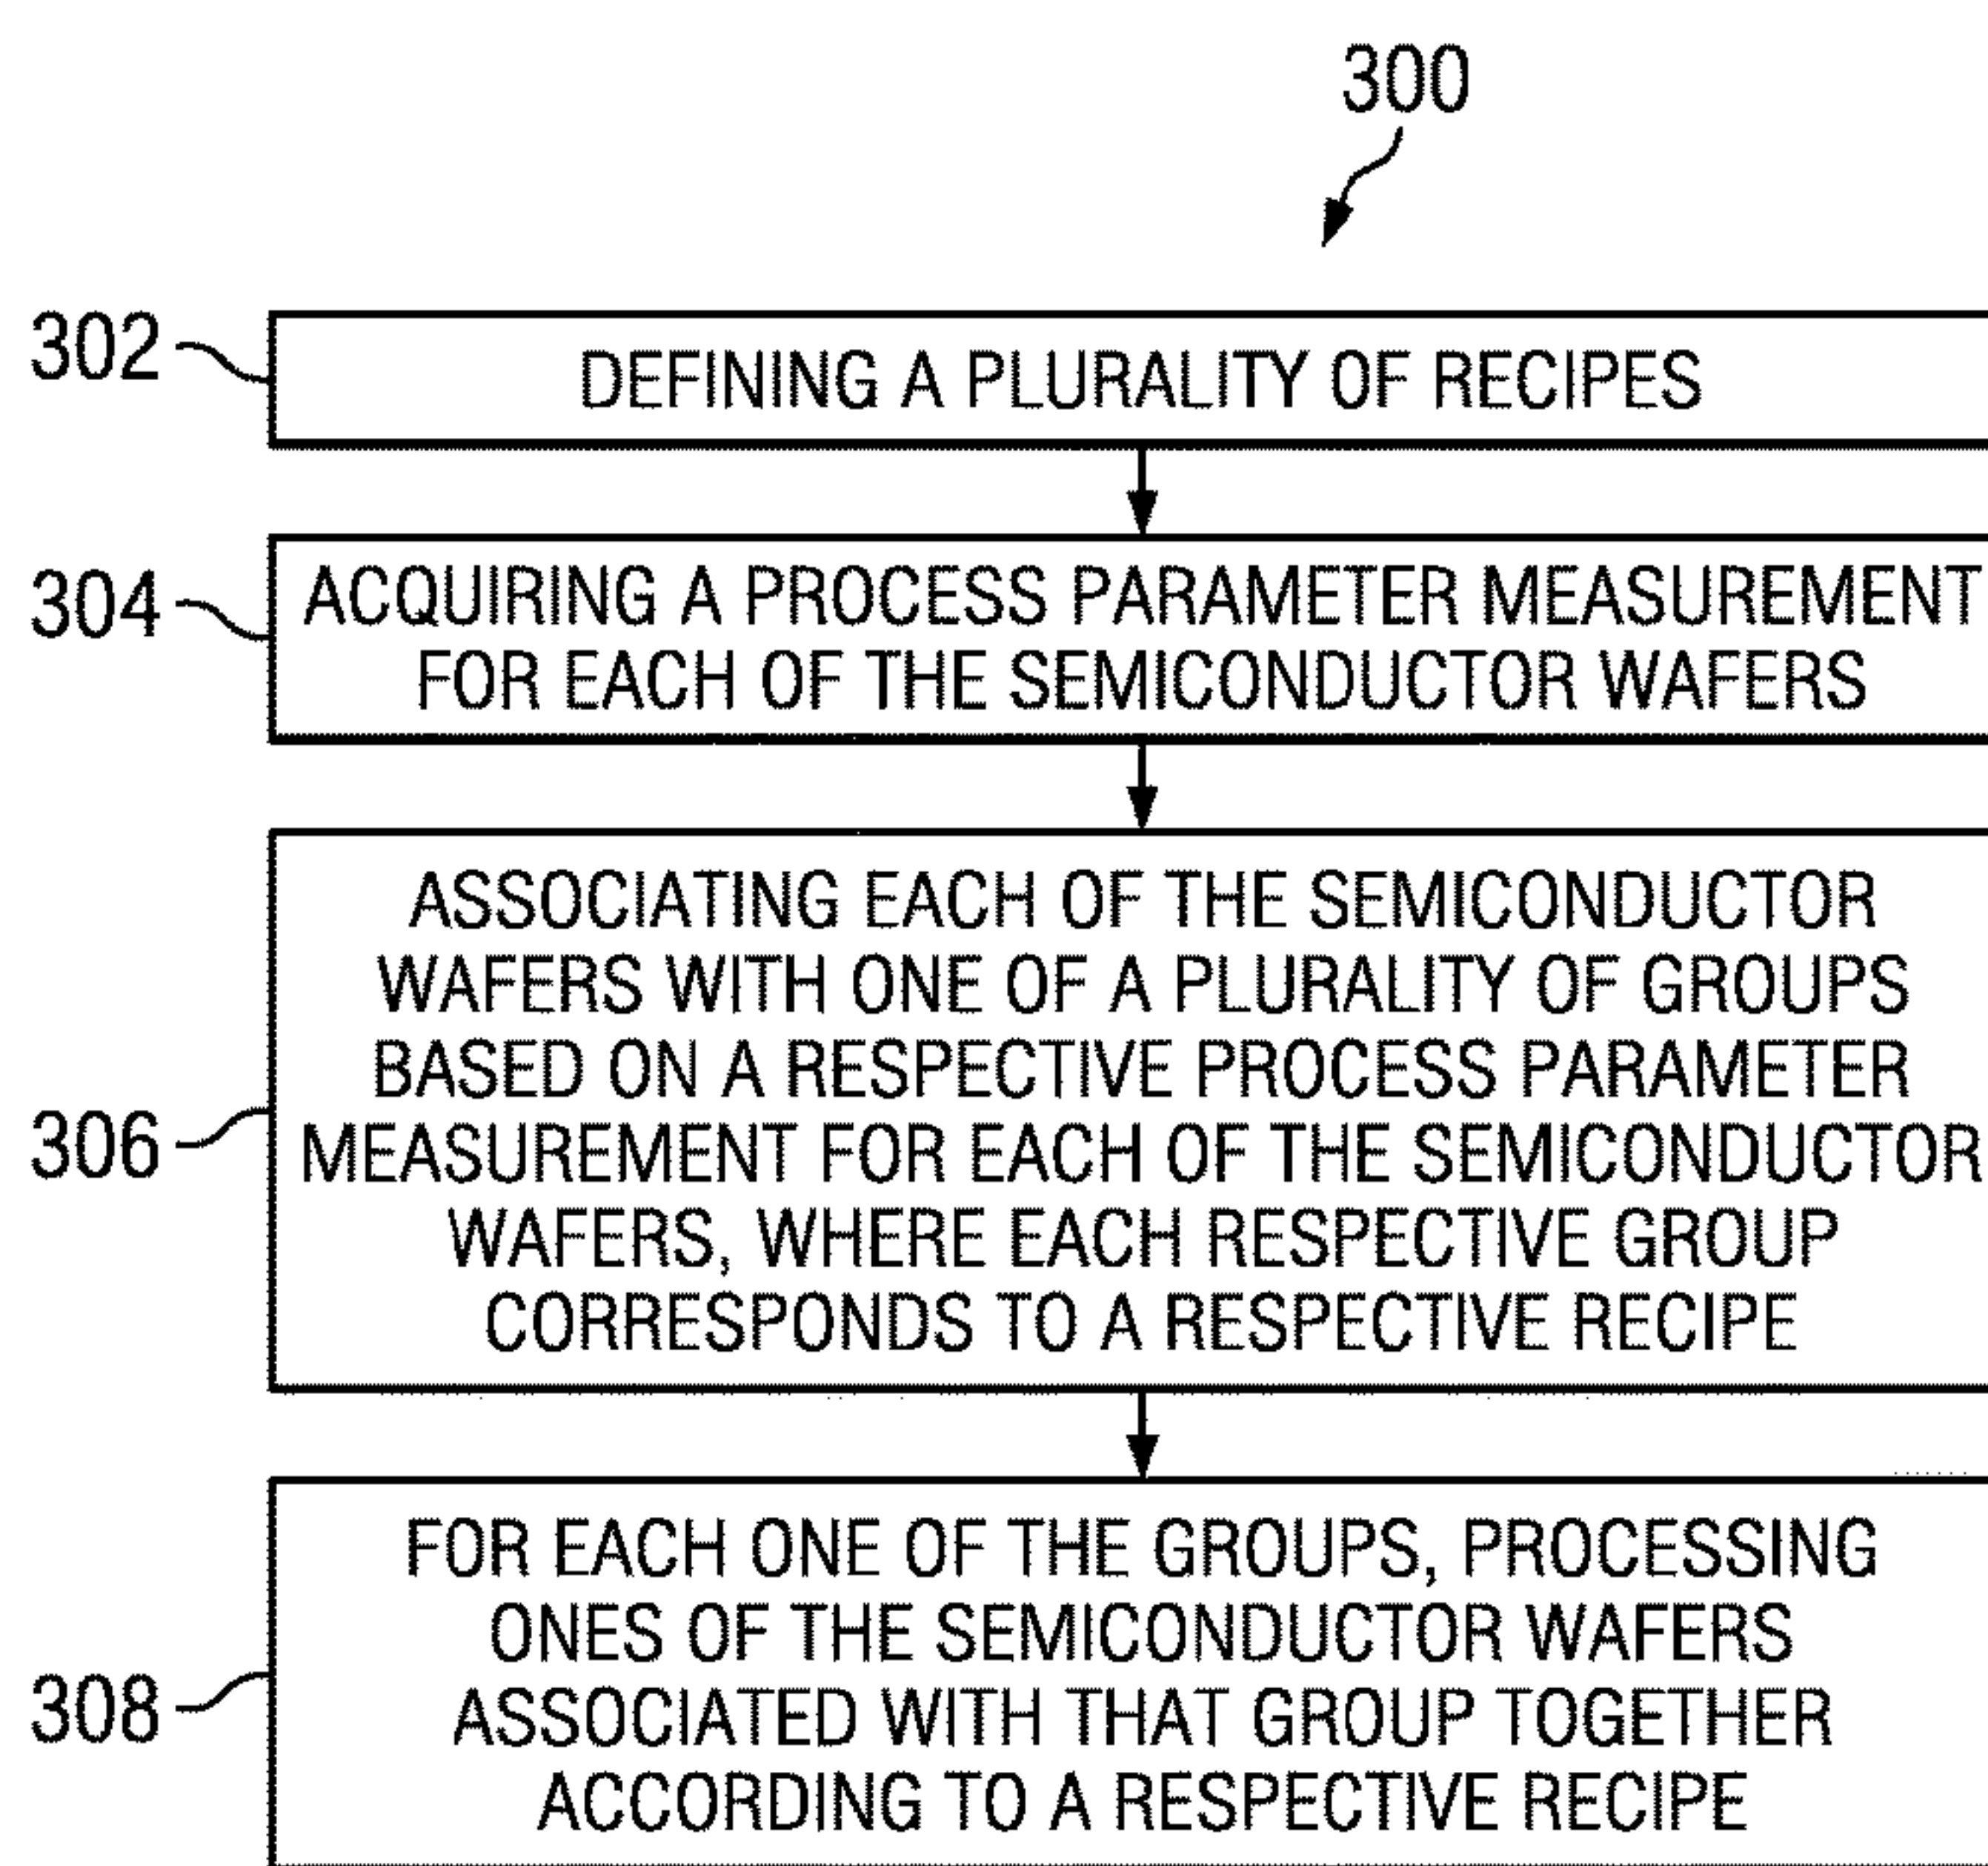 300
302
DEFINING A PLURALITY OF RECIPES
304
ACQUIRING A PROCESS PARAMETER MEASUREMENT
FOR EACH OF THE SEMICONDUCTOR WAFERS
306
ASSOCIATING EACH OF THE SEMICONDUCTOR
WAFERS WITH ONE OF A PLURALITY OF GROUPS
BASED ON A RESPECTIVE PROCESS PARAMETER
MEASUREMENT FOR EACH OF THE SEMICONDUCTOR
WAFERS, WHERE EACH RESPECTIVE GROUP
CORRESPONDS TO A RESPECTIVE RECIPE
308
FOR EACH ONE OF THE GROUPS, PROCESSING
ONES OF THE SEMICONDUCTOR WAFERS
ASSOCIATED WITH THAT GROUP TOGETHER
ACCORDING TO A RESPECTIVE RECIPE